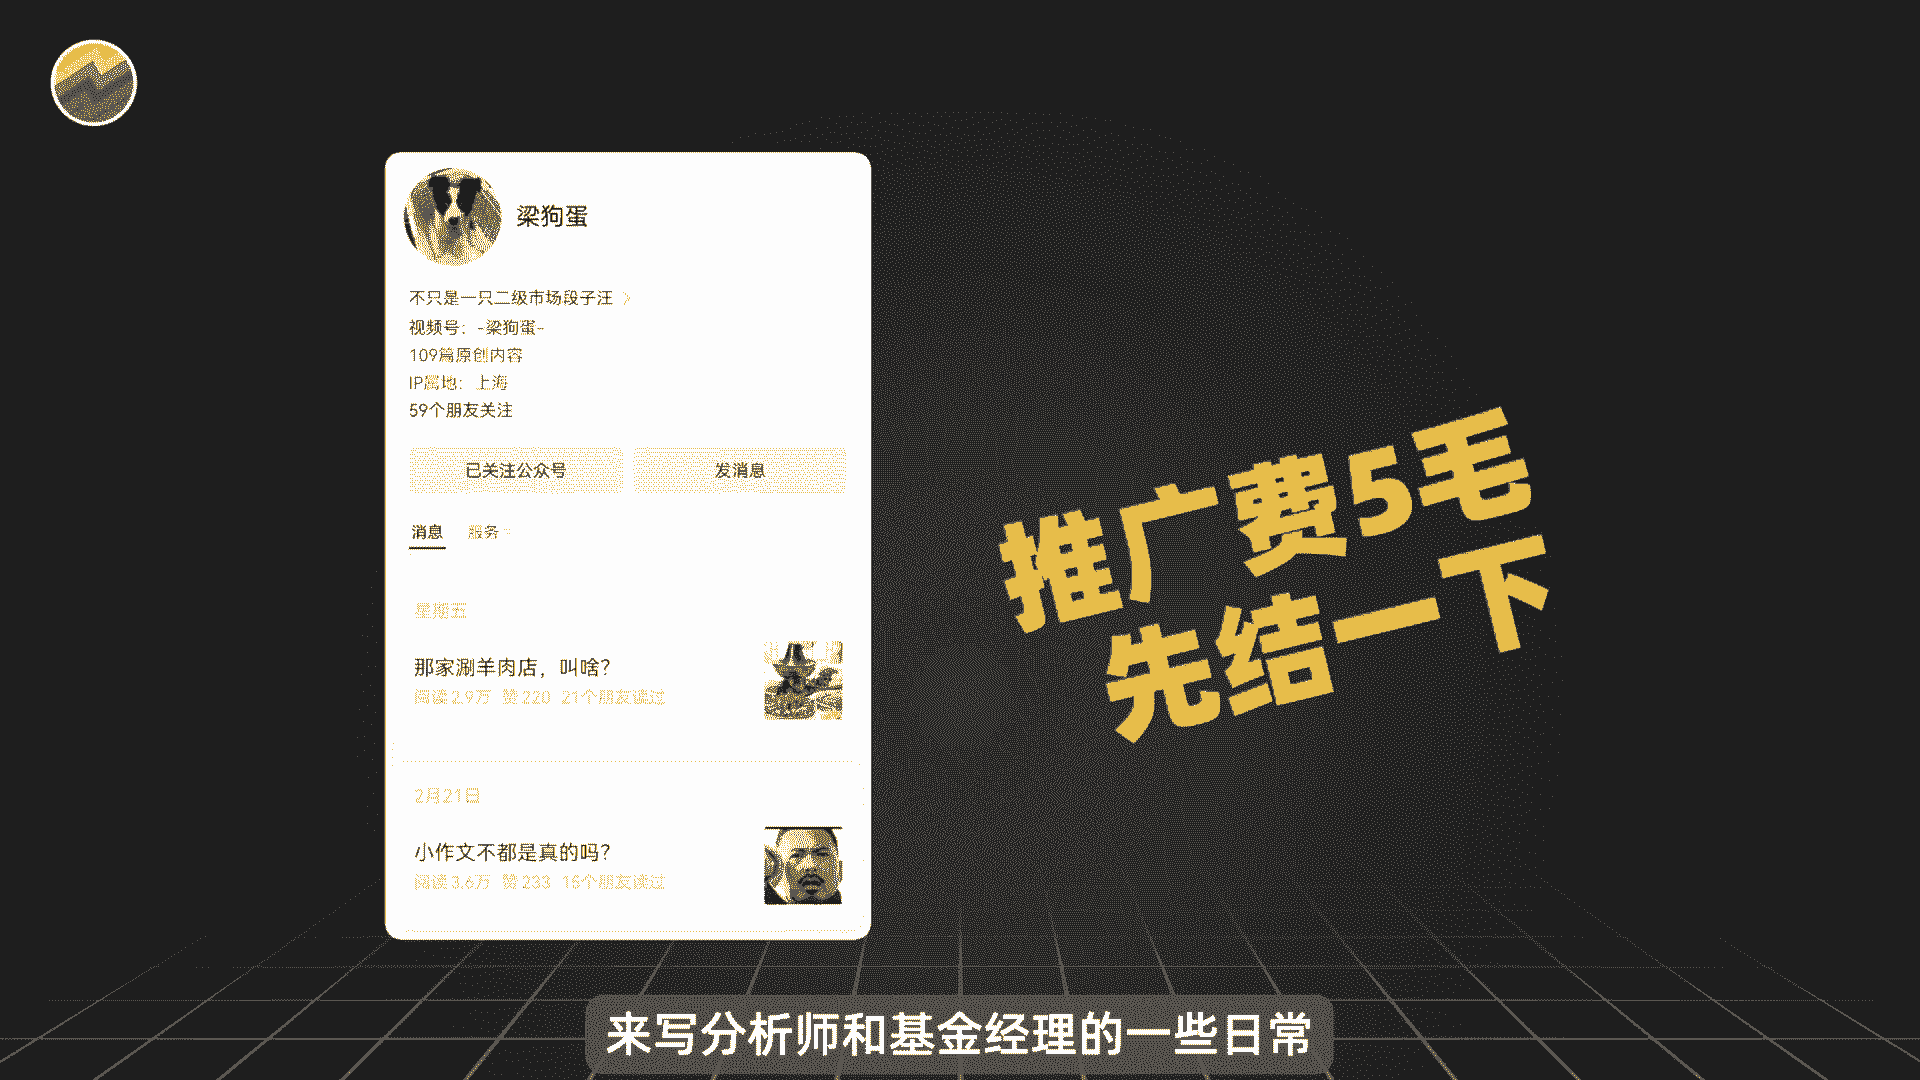 梁狗蛋
不只是一只二级市场段子汪
视频号：-梁狗蛋-
109篇原创内容
IP属地：上海
59个朋友关注
已关注公众号
发消息
消息
服务
星期五
那家涮羊肉店，叫啥？
阅读 2.9万 赞 220 21个朋友读过
2月21日
小作文不都是真的吗？
阅读 3.6万 赞 233 15个朋友读过
推广费5毛
先结一下
来写分析师和基金经理的一些日常